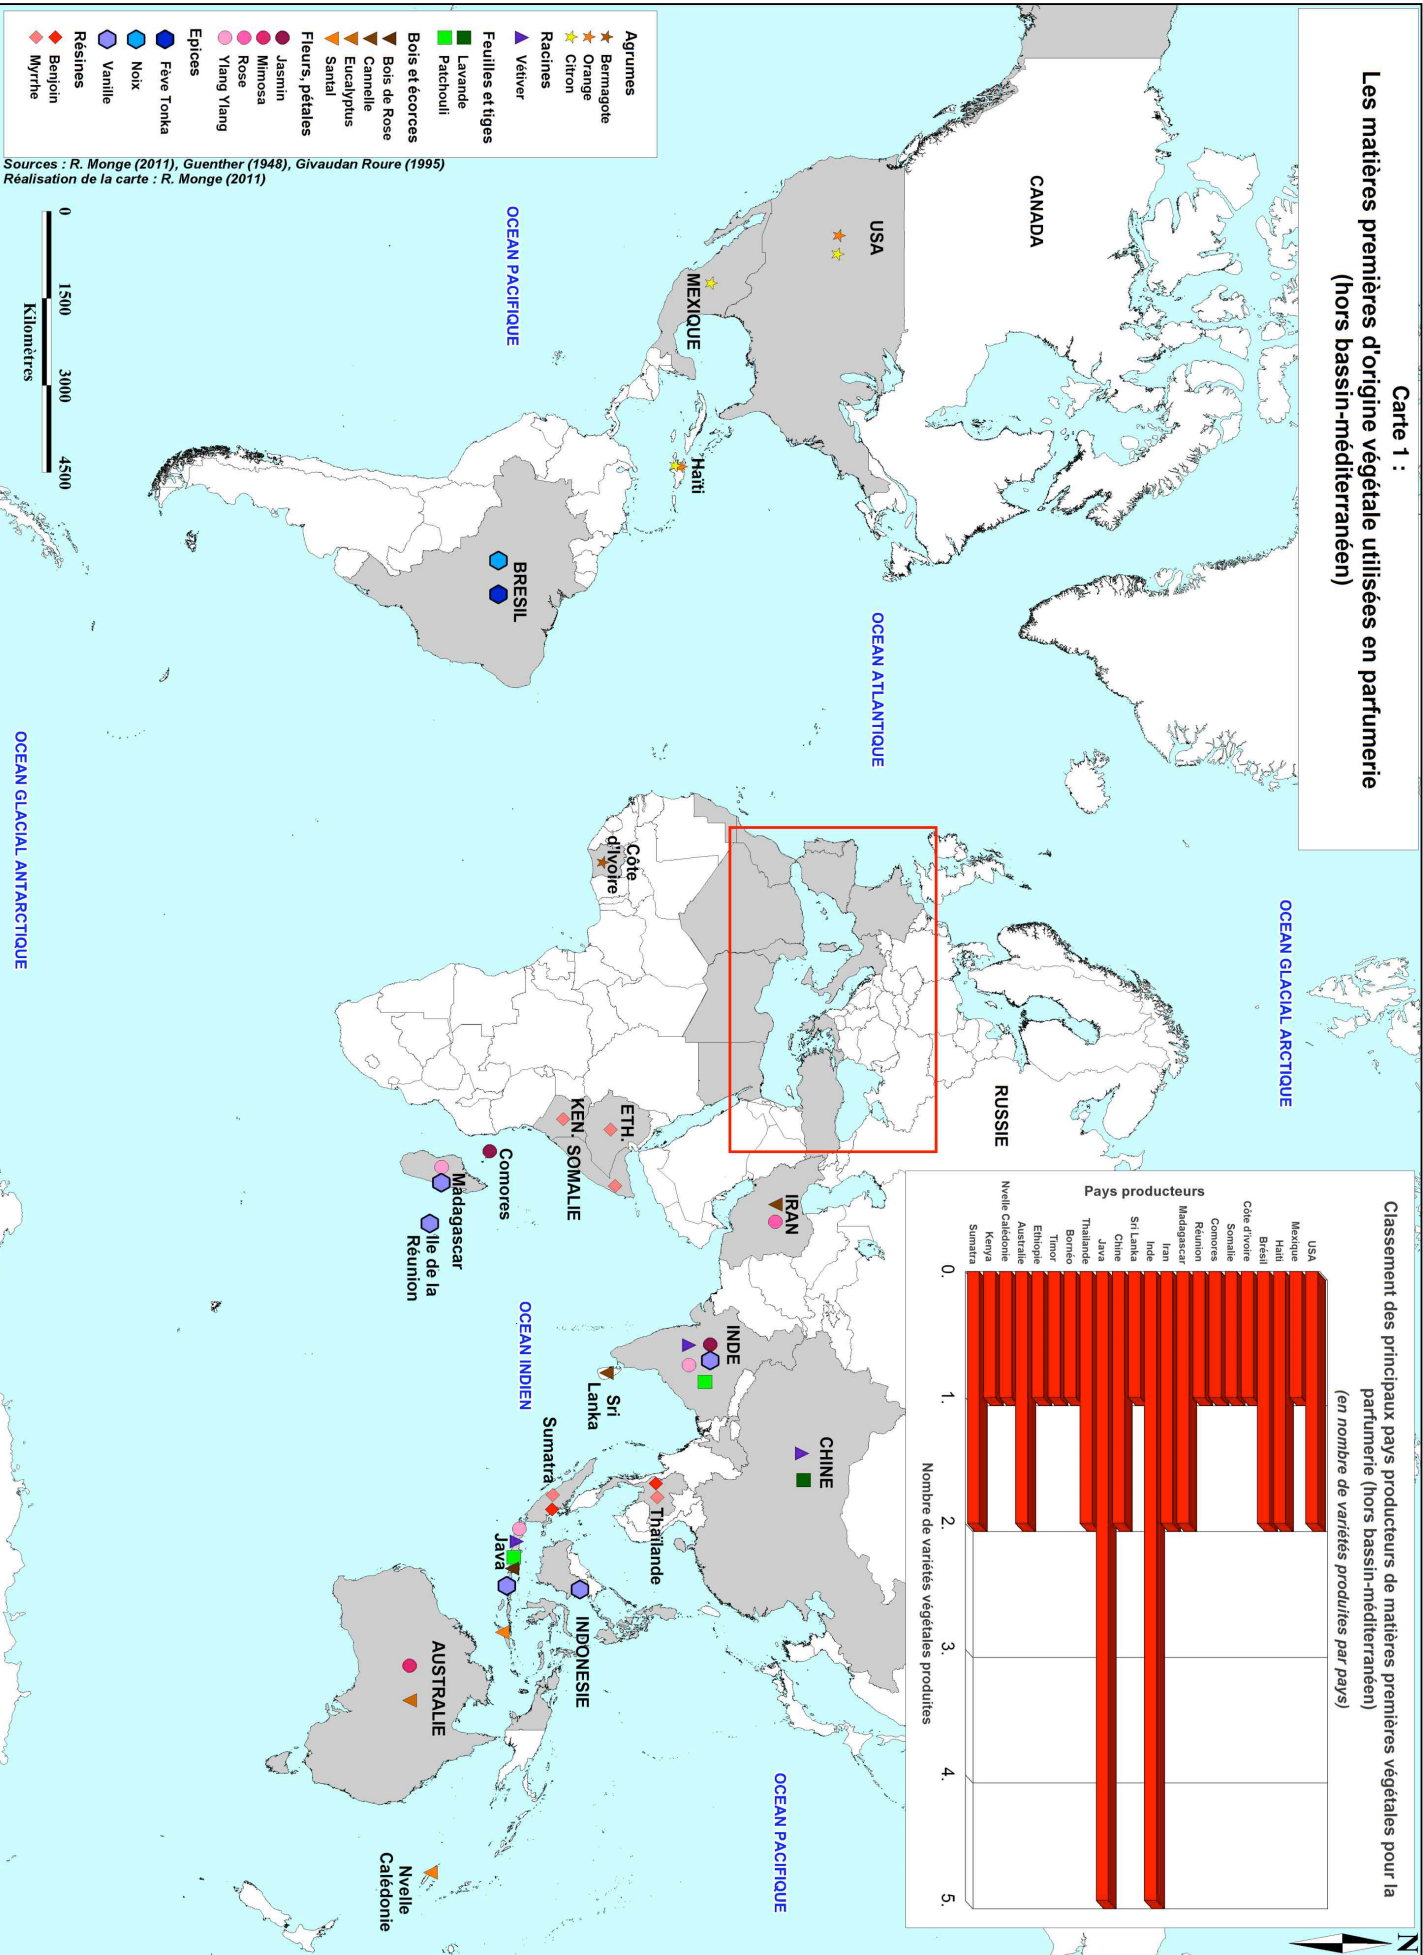 Carte 1 :
Les matières premières d'origine végétale utilisées en parfumerie
(hors bassin-méditerranéen)
OCEAN GLACIAL ARCTIQUE
CANADA
USA
MEXIQUE
Haïti
BRESIL
OCEAN PACIFIQUE
OCEAN ATLANTIQUE
RUSSIE
Côte
d'Ivoire
ETH.
KEN.
SOMALIE
Comores
Madagascar
Ile de la
Réunion
IRAN
INDE
Sri
Lanka
CHINE
Thaïlande
Sumatra
Java
INDONESIE
AUSTRALIE
Nvelle
Calédonie
OCEAN INDIEN
OCEAN PACIFIQUE
OCEAN GLACIAL ANTARCTIQUE
N
Classement des principaux pays producteurs de matières premières végétales pour la
parfumerie (hors bassin-méditerranéen)
(en nombre de variétés produites par pays)
Pays producteurs
USA
Mexique
Haiti
Brésil
Côte d'ivoire
Somalie
Comores
Réunion
Madagascar
Iran
Inde
Sri Lanka
Chine
Java
Thaïlande
Bornéo
Timor
Ethiopie
Australie
Nvelle Calédonie
Kenya
Sumatra
0.
1.
2.
3.
4.
5.
Nombre de variétés végétales produites
Agrumes
Bermagote
Orange
Citron
Racines
Vétiver
Feuilles et tiges
Lavande
Patchouli
Bois et écorces
Bois de Rose
Cannelle
Eucalyptus
Santal
Fleurs, pétales
Jasmin
Mimosa
Rose
Ylang Ylang
Epices
Fève Tonka
Noix
Vanille
Résines
Benjoin
Myrrhe
Sources : R. Monge (2011), Guenther (1948), Givaudan Roure (1995)
Réalisation de la carte : R. Monge (2011)
0 1500 3000 4500
Kilomètres